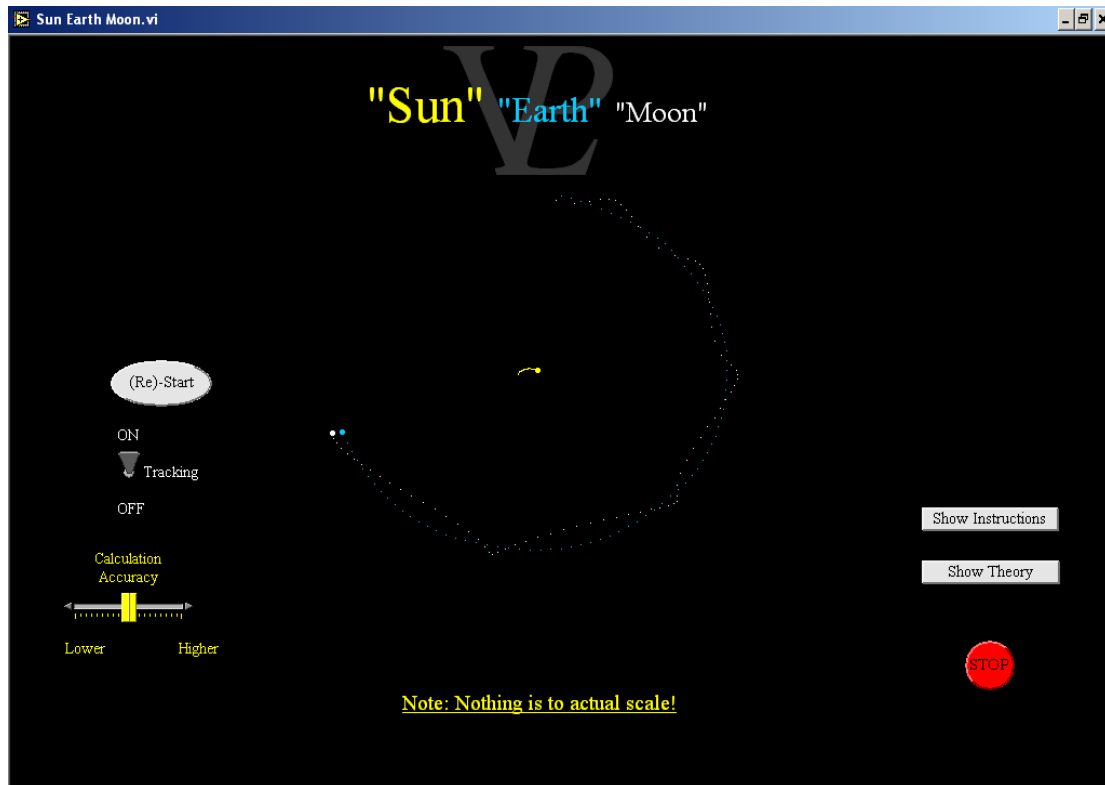 Sun Earth Moon.vi
VPL
"Sun" "Earth" "Moon"
(Re)-Start
ON
Tracking
OFF
Calculation
Accuracy
Lower Higher
Show Instructions
Show Theory
STOP
Note: Nothing is to actual scale!